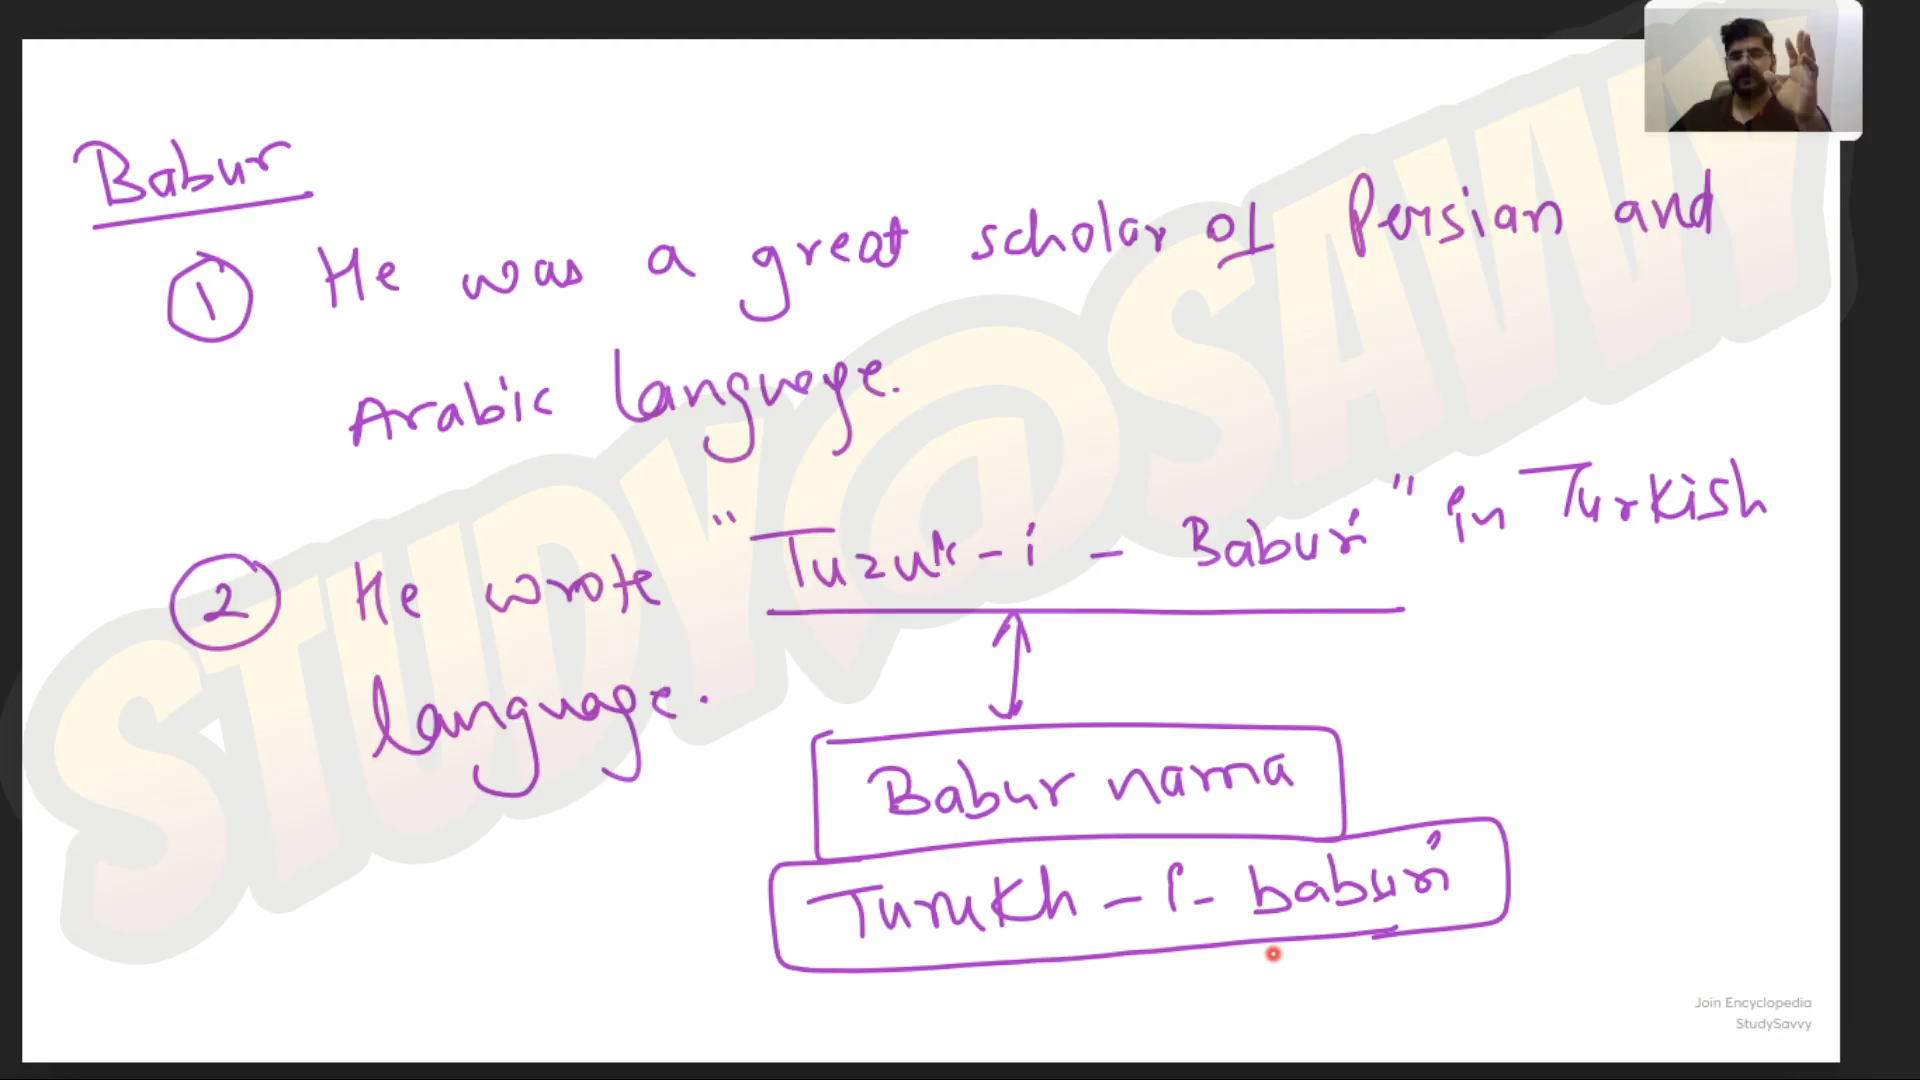 Babur
1 He was a great scholar of Persian and
Arabic language.
2 He wrote "Tuzuk-i-Baburi" in Turkish
language.
Babur nama
Turukh-i-baburi
STUDY@SAVVY
Join Encyclopedia
StudySavvy